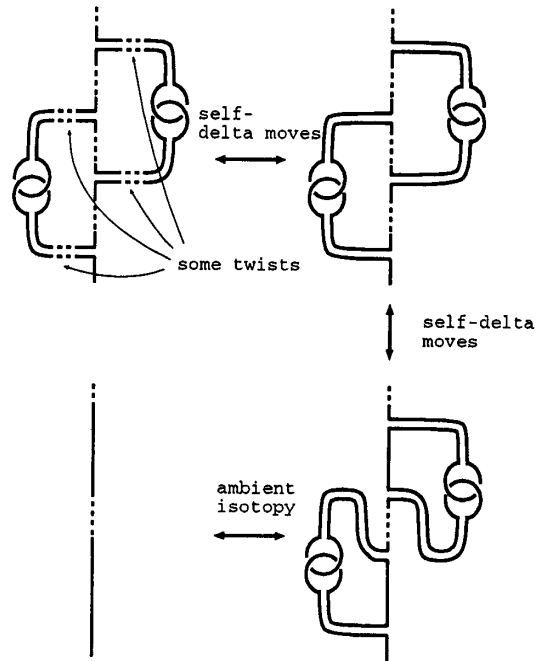 self-
delta moves
some twists
self-delta
moves
ambient
isotopy